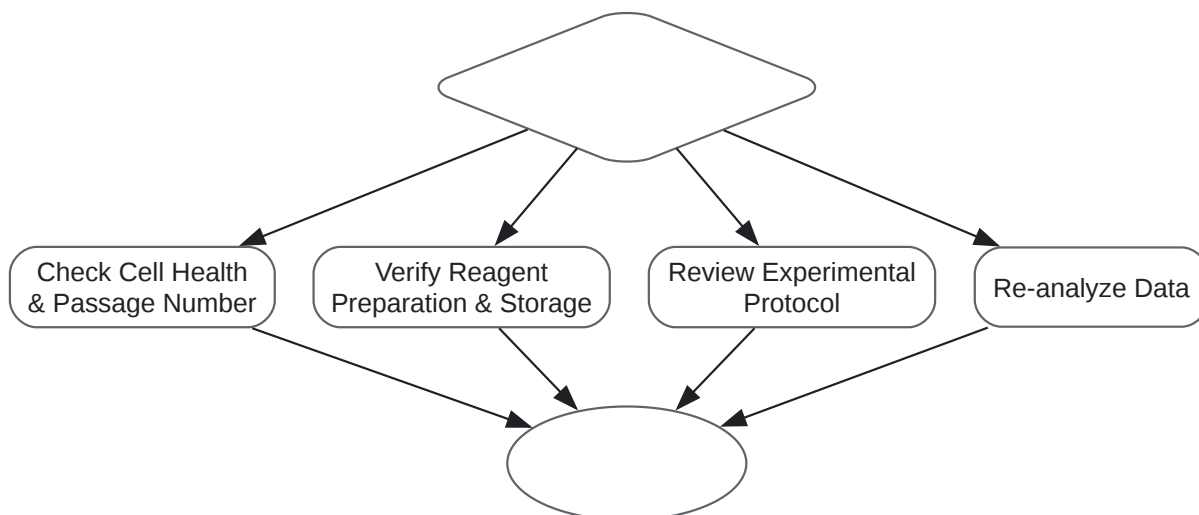 Check Cell Health
& Passage Number
Verify Reagent
Preparation & Storage
Review Experimental
Protocol
Re-analyze Data